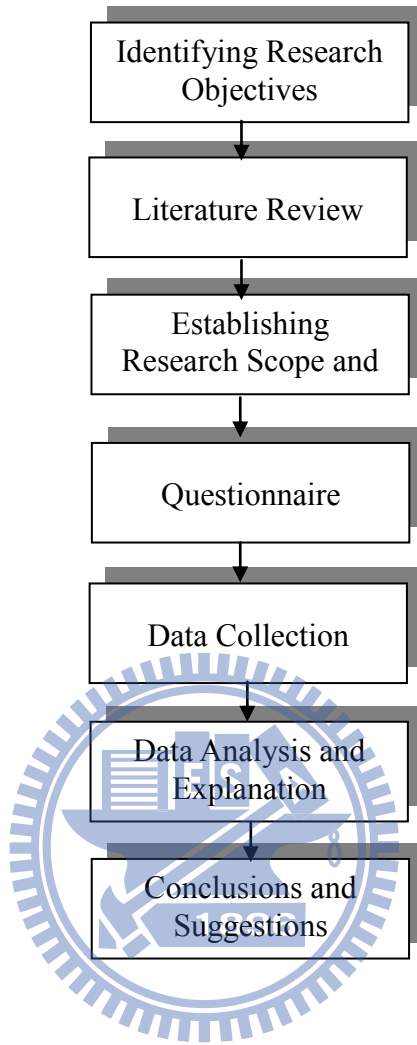 Identifying Research
Objectives
Literature Review
Establishing
Research Scope and
Questionnaire
Data Collection
Data Analysis and
Explanation
Conclusions and
Suggestions
1896